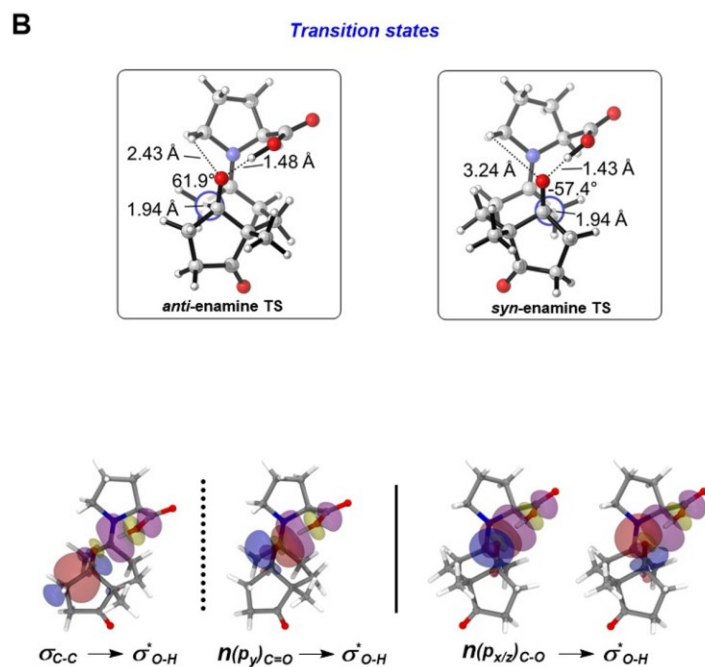 B
Transition states
2.43 Å
1.48 Å
61.9°
1.94 Å
anti-enamine TS
3.24 Å
1.43 Å
-57.4°
1.94 Å
syn-enamine TS
σC-C → σ*O-H
n(py)C=O → σ*O-H
n(px/z)C-O → σ*O-H